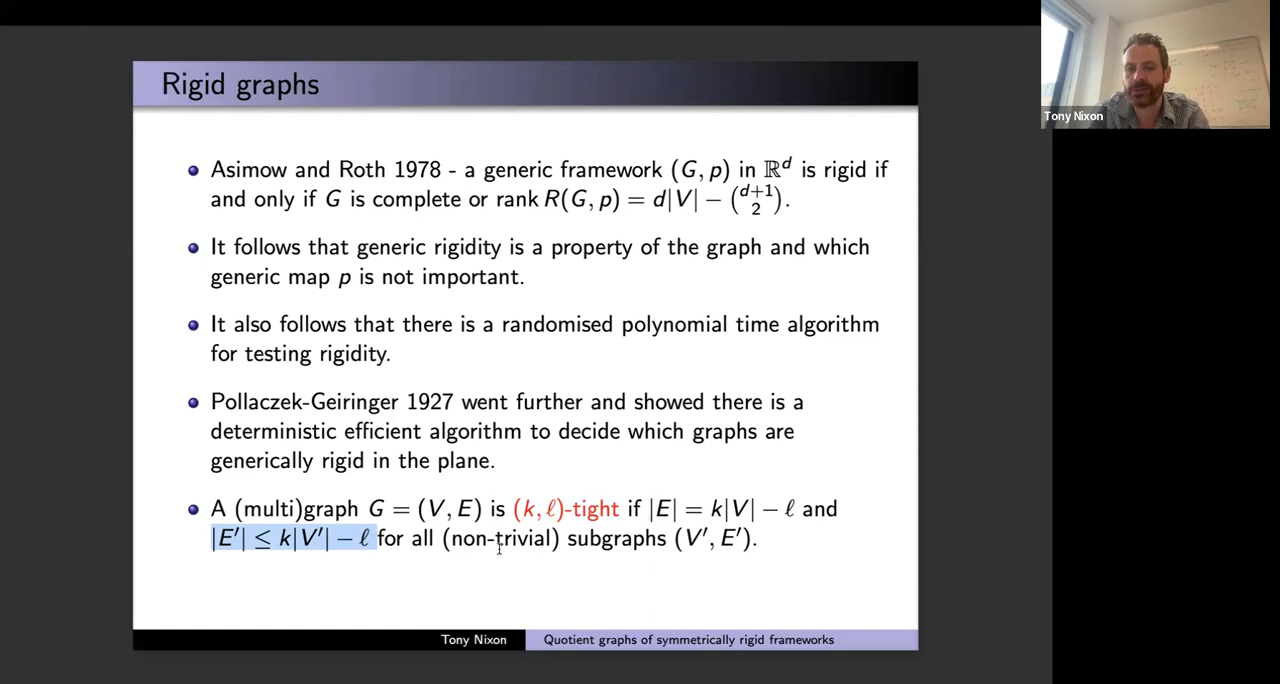 Rigid graphs
Asimow and Roth 1978 - a generic framework (G, p) in ℝᵈ is rigid if
and only if G is complete or rank R(G, p) = d|V| − (d+1 2).
It follows that generic rigidity is a property of the graph and which
generic map p is not important.
It also follows that there is a randomised polynomial time algorithm
for testing rigidity.
Pollaczek-Geiringer 1927 went further and showed there is a
deterministic efficient algorithm to decide which graphs are
generically rigid in the plane.
A (multi)graph G = (V, E) is (k, ℓ)-tight if |E| = k|V| − ℓ and
|E′| ≤ k|V′| − ℓ for all (non-trivial) subgraphs (V′, E′).
Tony Nixon
Quotient graphs of symmetrically rigid frameworks
Tony Nixon